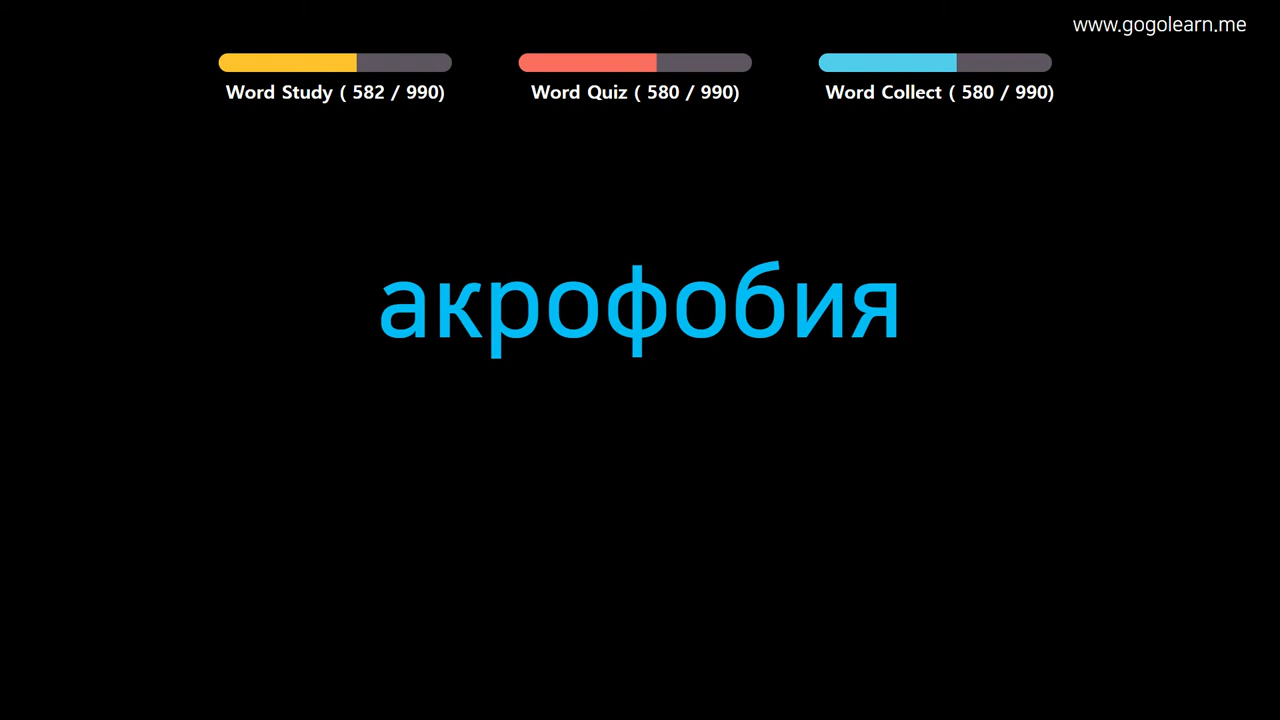 www.gogolearn.me
Word Study ( 582 / 990)
Word Quiz ( 580 / 990)
Word Collect ( 580 / 990)
акрофобия